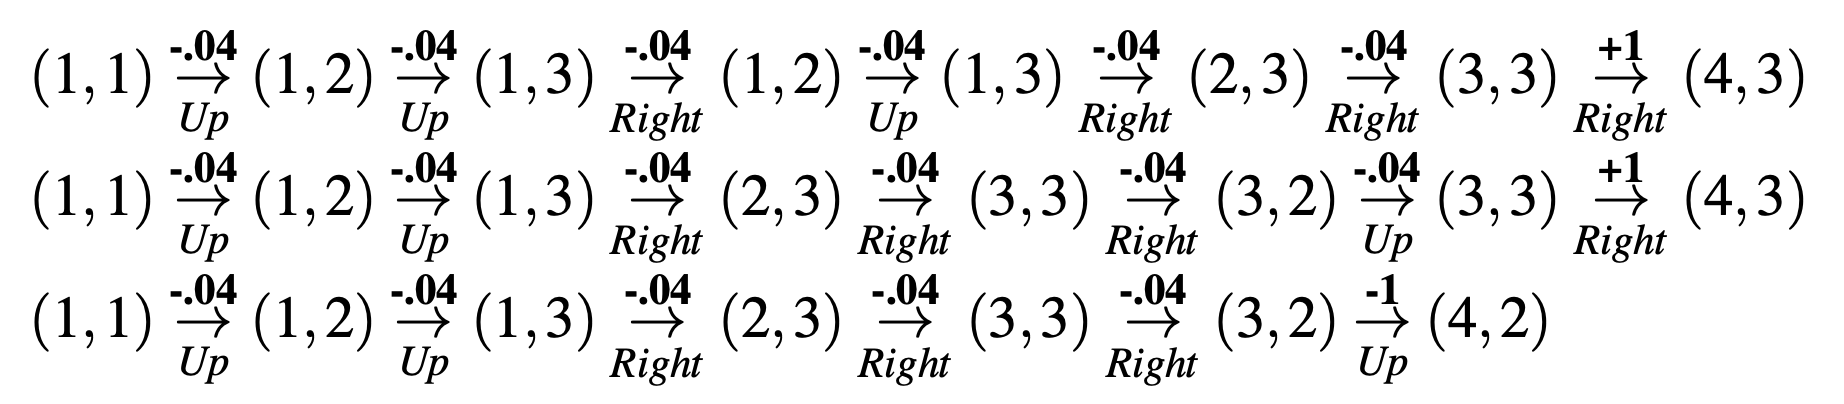 (1, 1) -.04 → Up (1, 2) -.04 → Up (1, 3) -.04 → Right (1, 2) -.04 → Up (1, 3) -.04 → Right (2, 3) -.04 → Right (3, 3) +1 → Right (4, 3)
(1, 1) -.04 → Up (1, 2) -.04 → Up (1, 3) -.04 → Right (2, 3) -.04 → Right (3, 3) -.04 → Right (3, 2) -.04 → Up (3, 3) +1 → Right (4, 3)
(1, 1) -.04 → Up (1, 2) -.04 → Up (1, 3) -.04 → Right (2, 3) -.04 → Right (3, 3) -.04 → Right (3, 2) -1 → Up (4, 2)